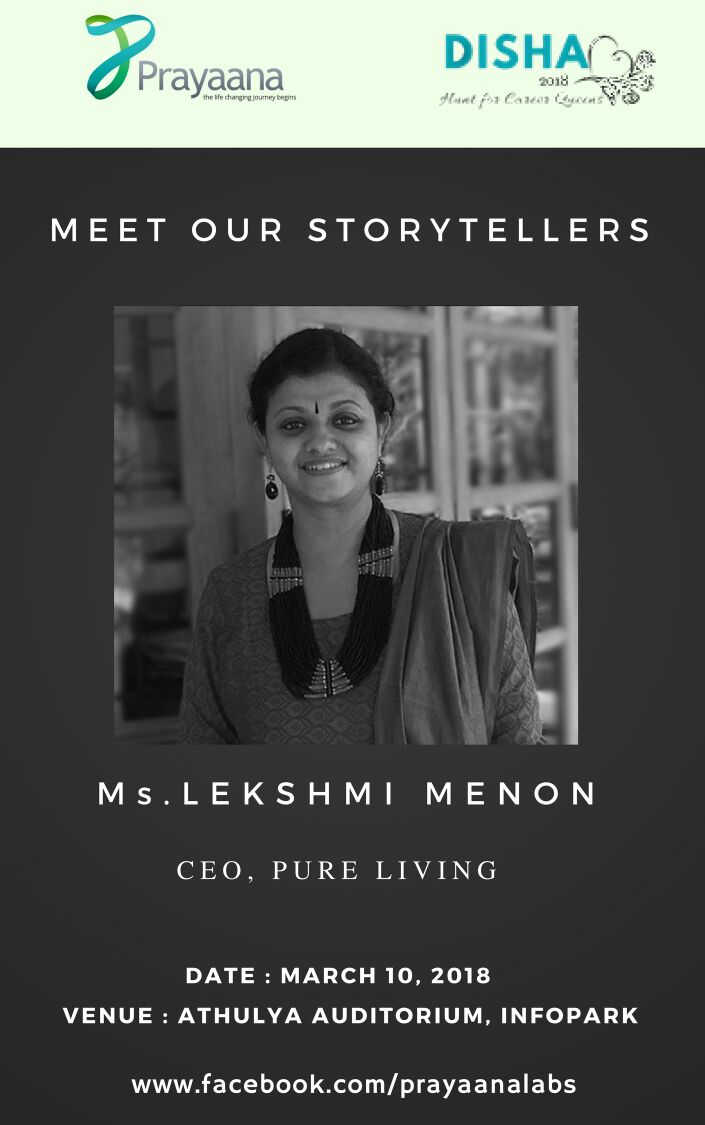 Prayaana
the life changing journey begins
DISHA
2018
Hunt for Career Queens
MEET OUR STORYTELLERS
Ms.LEKSHMI MENON
CEO, PURE LIVING
DATE : MARCH 10, 2018
VENUE : ATHULYA AUDITORIUM, INFOPARK
www.facebook.com/prayaanalabs